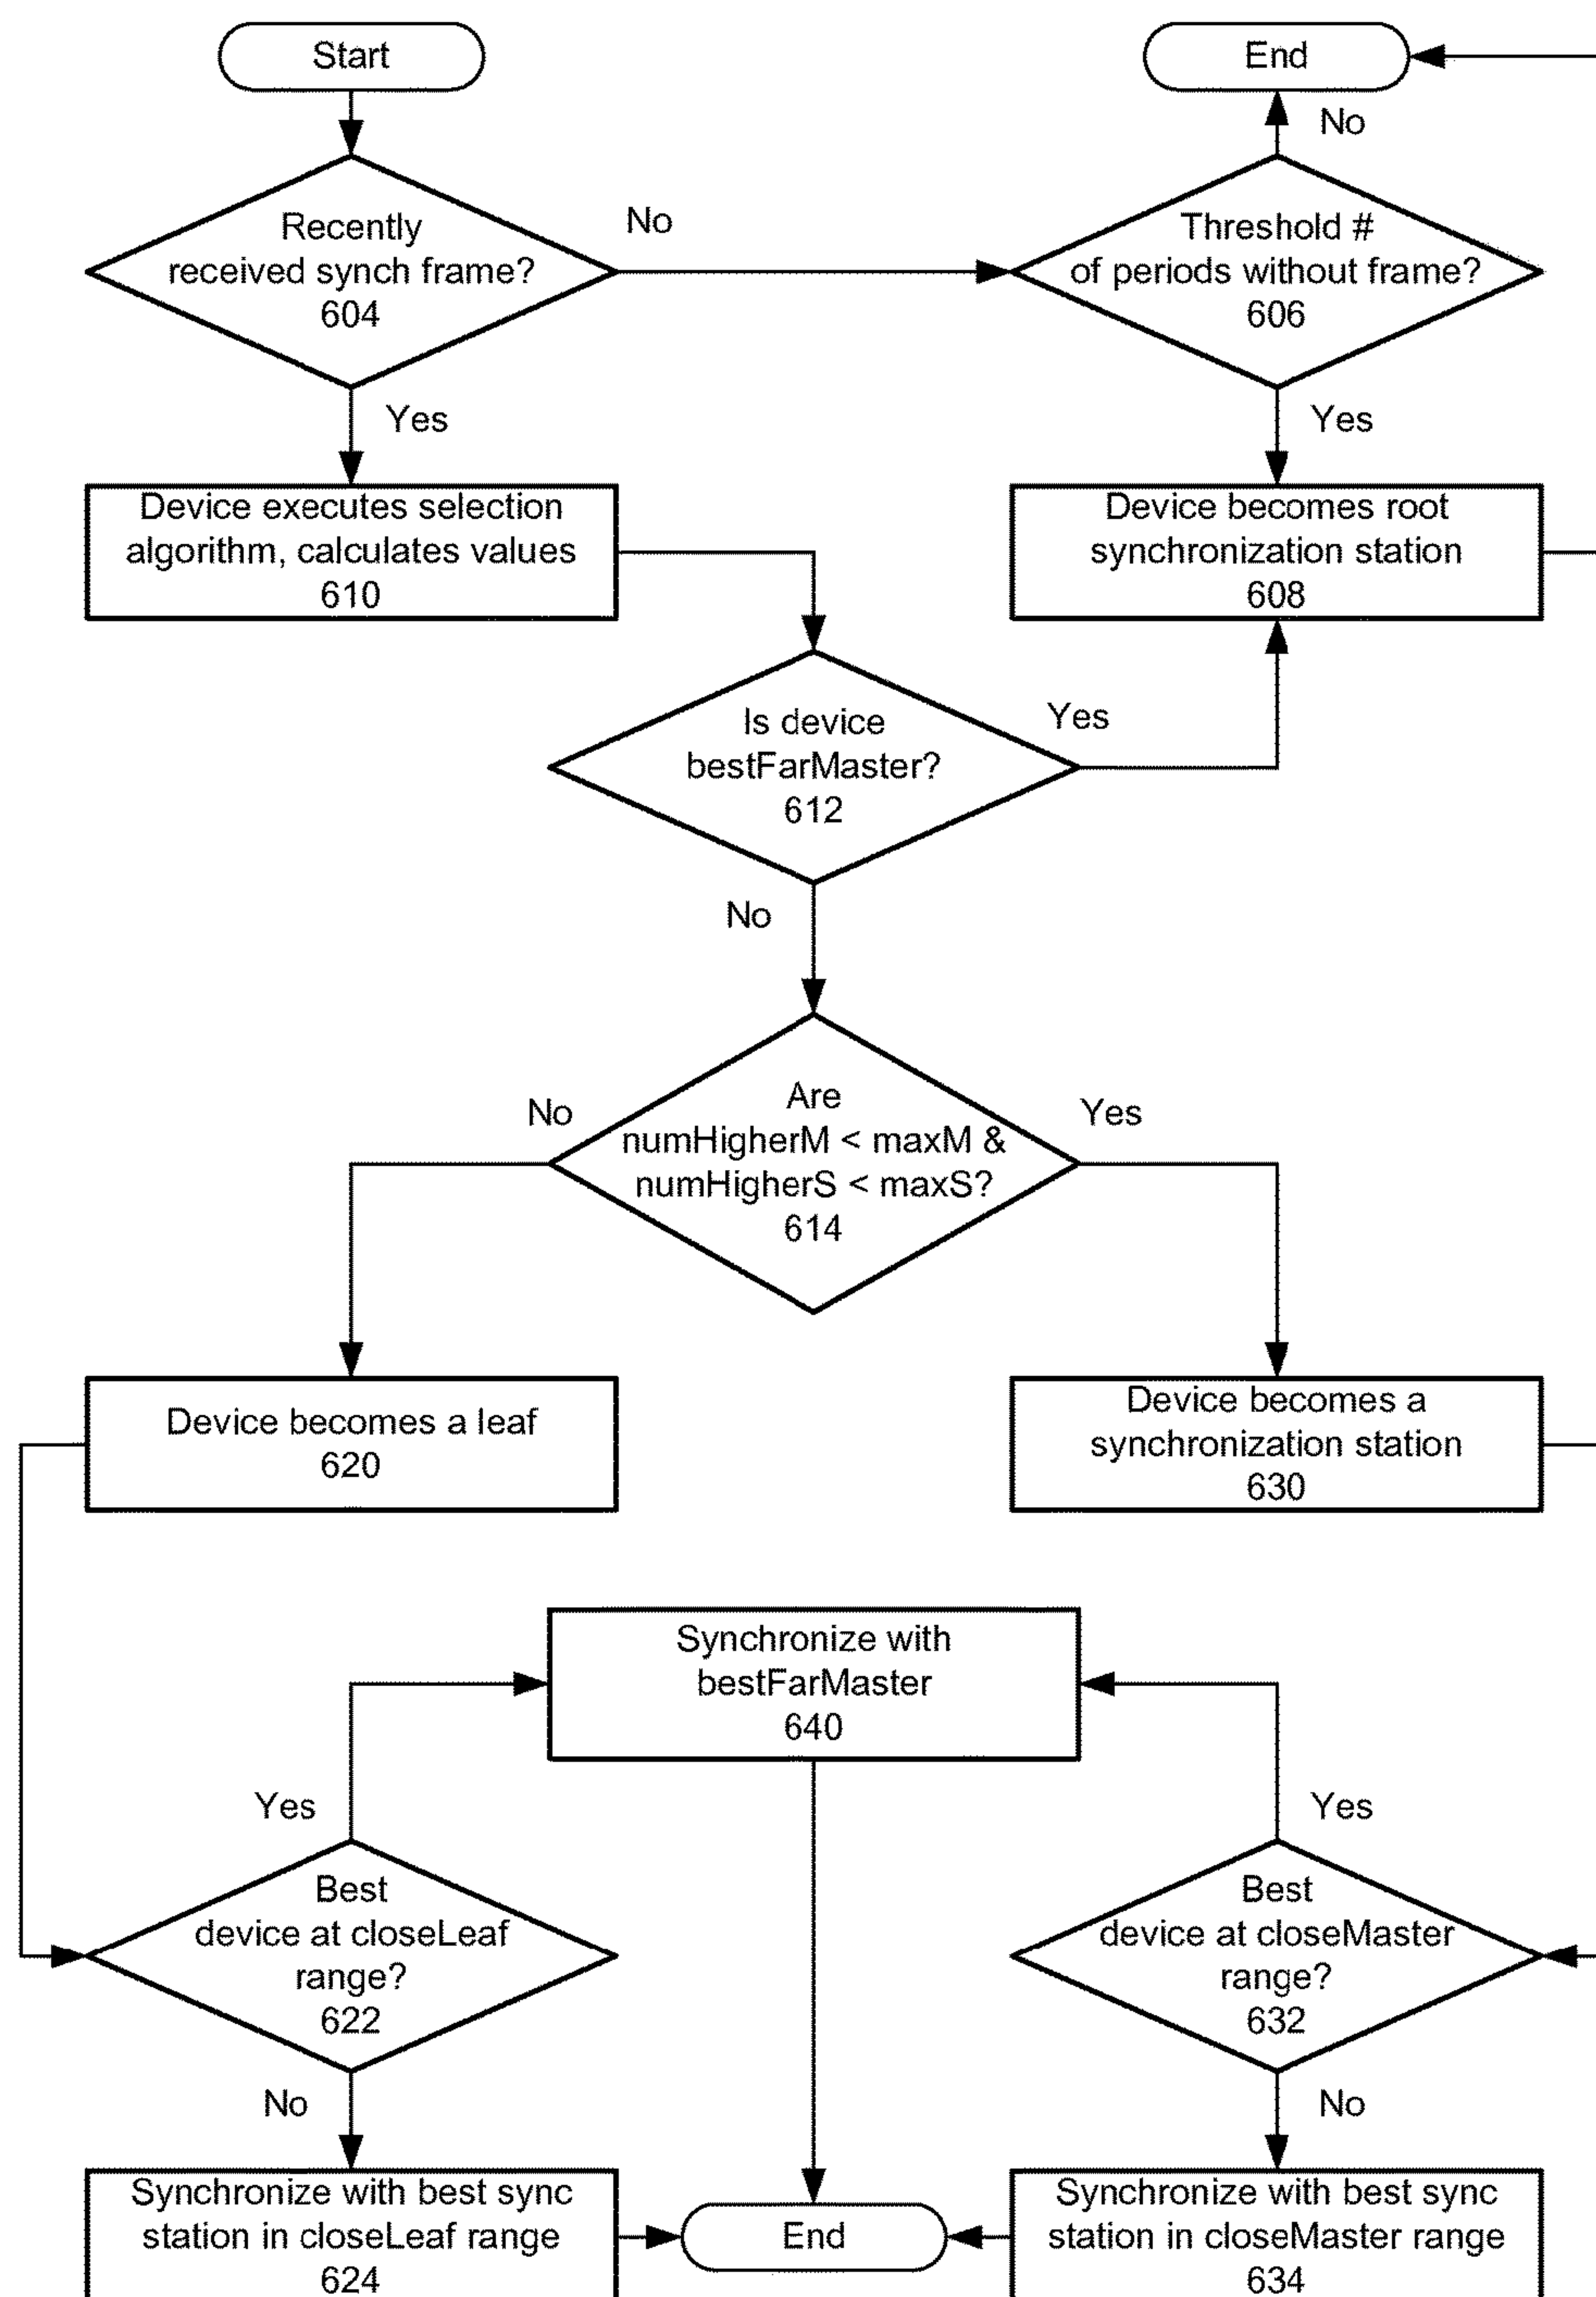 Start
End
No
Recently
received synch frame?
604
No
Threshold #
of periods without frame?
606
Yes
Yes
Device executes selection
algorithm, calculates values
610
Device becomes root
synchronization station
608
Is device
bestFarMaster?
612
Yes
No
Are
numHigherM < maxM &
numHigherS < maxS?
614
No
Yes
Device becomes a leaf
620
Device becomes a
synchronization station
630
Synchronize with
bestFarMaster
640
Yes
Yes
Best
device at closeLeaf
range?
622
Best
device at closeMaster
range?
632
No
No
Synchronize with best sync
station in closeLeaf range
624
End
Synchronize with best sync
station in closeMaster range
634